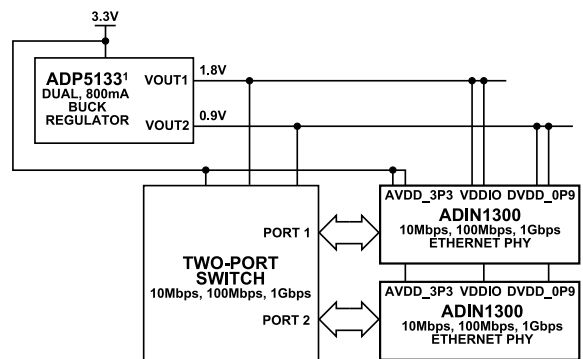 3.3V
ADP5133¹
DUAL, 800mA
BUCK
REGULATOR
VOUT1
1.8V
VOUT2
0.9V
AVDD_3P3 VDDIO DVDD_0P9
ADIN1300
10Mbps, 100Mbps, 1Gbps
ETHERNET PHY
PORT 1
TWO-PORT
SWITCH
10Mbps, 100Mbps, 1Gbps
PORT 2
AVDD_3P3 VDDIO DVDD_0P9
ADIN1300
10Mbps, 100Mbps, 1Gbps
ETHERNET PHY